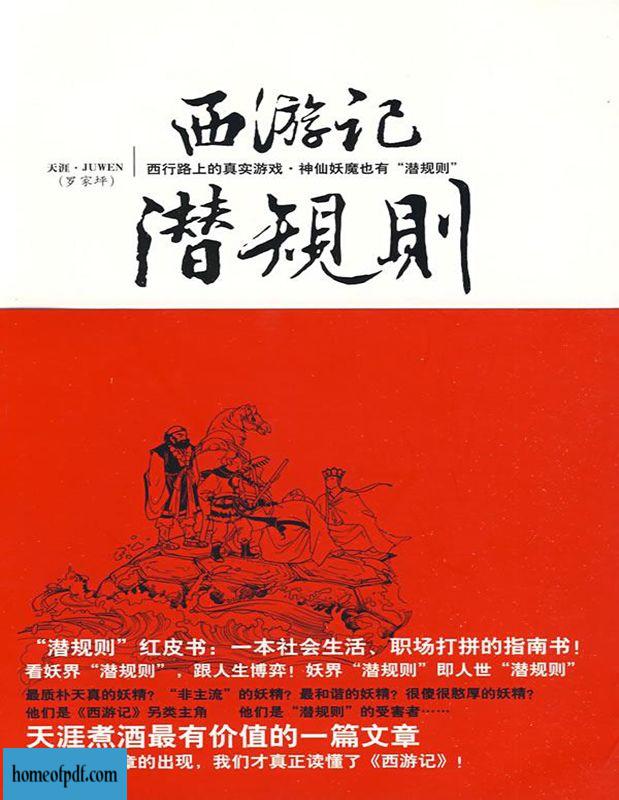 西游记
天涯·JUWEN
(罗家坪)
西行路上的真实游戏·神仙妖魔也有“潜规则”
潜规則
“潜规则”红皮书：一本社会生活、职场打拼的指南书！
看妖界“潜规则”，跟人生博弈！妖界“潜规则”即人世“潜规则”
最质朴天真的妖精？“非主流”的妖精？最和谐的妖精？很傻很憨厚的妖精？
他们是《西游记》另类主角 他们是“潜规则”的受害者……
天涯煮酒最有价值的一篇文章
章的出现，我们才真正读懂了《西游记》！
homeofpdf.com